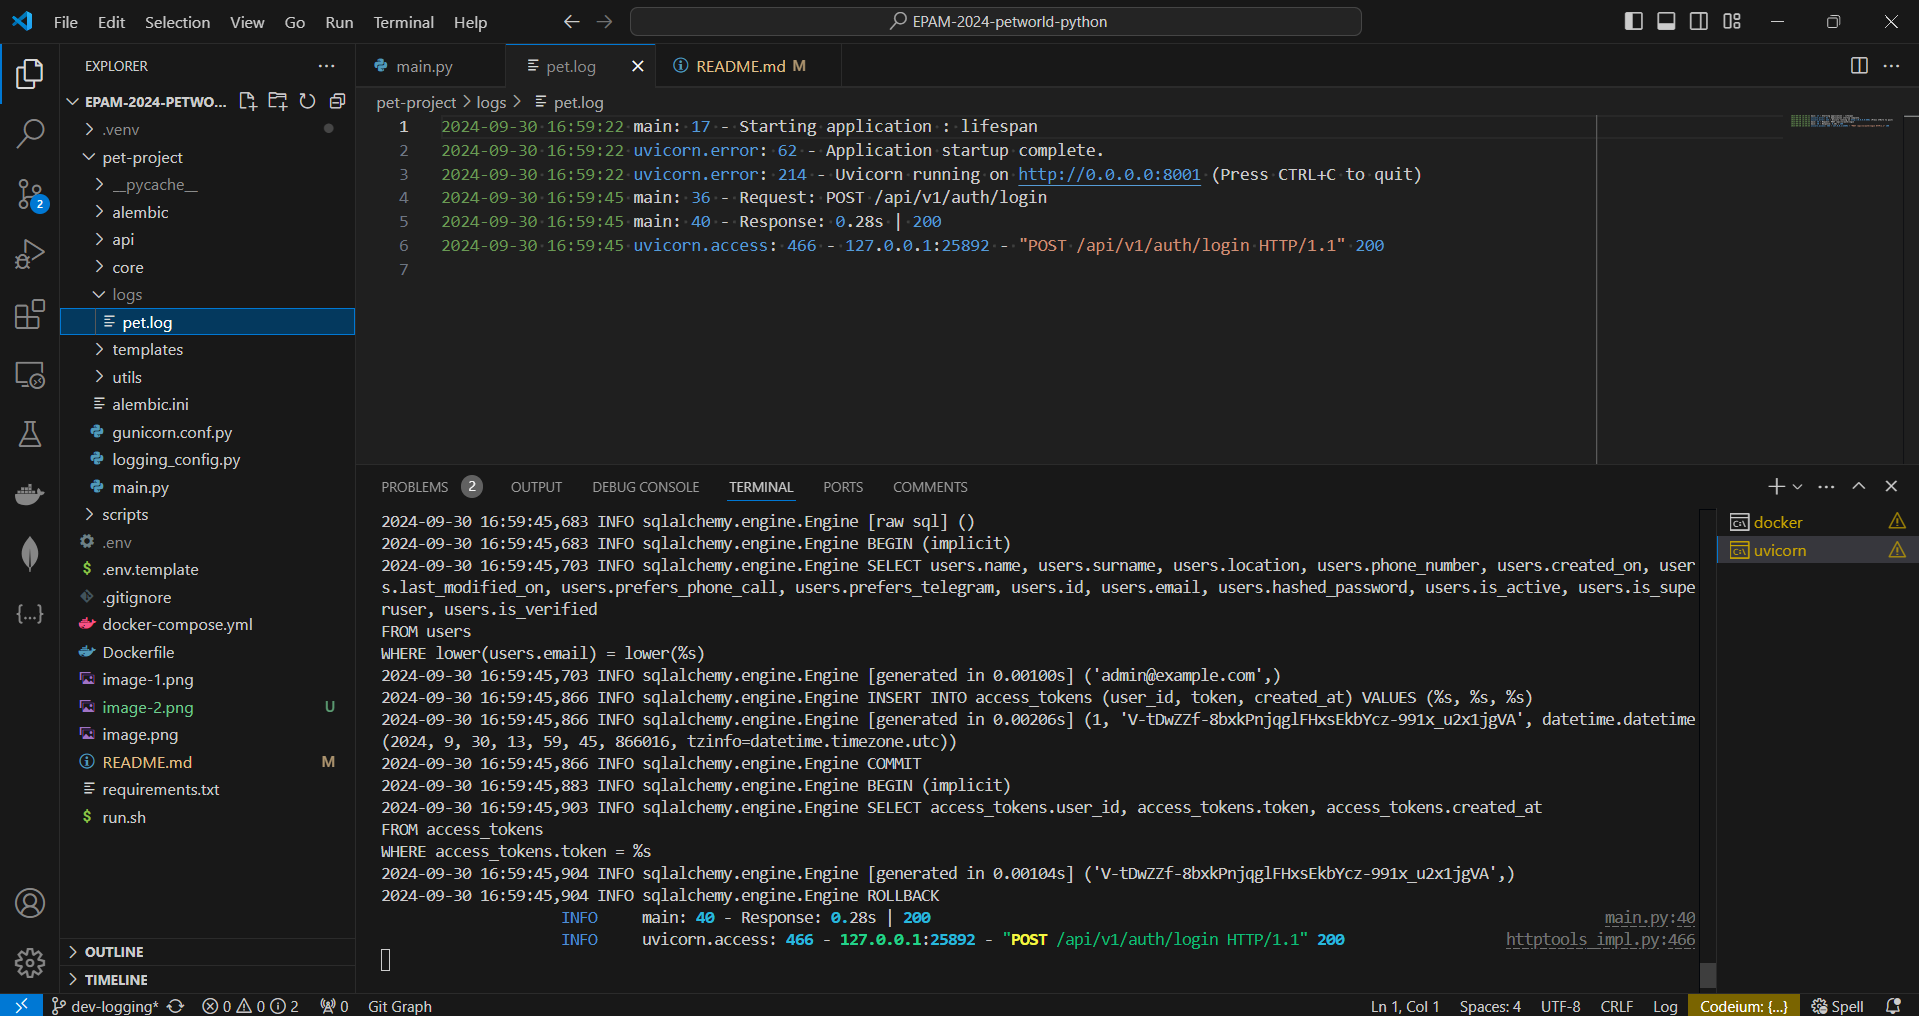 File Edit Selection View Go Run Terminal Help
EPAM-2024-petworld-python
EXPLORER
EPAM-2024-PETWO...
.venv
pet-project
__pycache__
alembic
api
core
logs
pet.log
templates
utils
alembic.ini
gunicorn.conf.py
logging_config.py
main.py
scripts
.env
$ .env.template
.gitignore
docker-compose.yml
Dockerfile
image-1.png
image-2.png U
image.png
README.md M
requirements.txt
$ run.sh
OUTLINE
TIMELINE
2
main.py
pet.log
README.md M
pet-project > logs > pet.log
1 2024-09-30 16:59:22 main: 17 - Starting application : lifespan
2 2024-09-30 16:59:22 uvicorn.error: 62 - Application startup complete.
3 2024-09-30 16:59:22 uvicorn.error: 214 - Uvicorn running on http://0.0.0.0:8001 (Press CTRL+C to quit)
4 2024-09-30 16:59:45 main: 36 - Request: POST /api/v1/auth/login
5 2024-09-30 16:59:45 main: 40 - Response: 0.28s | 200
6 2024-09-30 16:59:45 uvicorn.access: 466 - 127.0.0.1:25892 - "POST /api/v1/auth/login HTTP/1.1" 200
7
PROBLEMS 2 OUTPUT DEBUG CONSOLE TERMINAL PORTS COMMENTS
2024-09-30 16:59:45,683 INFO sqlalchemy.engine.Engine [raw sql] ()
2024-09-30 16:59:45,683 INFO sqlalchemy.engine.Engine BEGIN (implicit)
2024-09-30 16:59:45,703 INFO sqlalchemy.engine.Engine SELECT users.name, users.surname, users.location, users.phone_number, users.created_on, user
s.last_modified_on, users.prefers_phone_call, users.prefers_telegram, users.id, users.email, users.hashed_password, users.is_active, users.is_supe
ruser, users.is_verified
FROM users
WHERE lower(users.email) = lower(%s)
2024-09-30 16:59:45,703 INFO sqlalchemy.engine.Engine [generated in 0.00100s] ('admin@example.com',)
2024-09-30 16:59:45,866 INFO sqlalchemy.engine.Engine INSERT INTO access_tokens (user_id, token, created_at) VALUES (%s, %s, %s)
2024-09-30 16:59:45,866 INFO sqlalchemy.engine.Engine [generated in 0.00206s] (1, 'V-tDwZZf-8bxkPnjqglFHxsEkbYcz-991x_u2x1jgVA', datetime.datetime
(2024, 9, 30, 13, 59, 45, 866016, tzinfo=datetime.timezone.utc))
2024-09-30 16:59:45,866 INFO sqlalchemy.engine.Engine COMMIT
2024-09-30 16:59:45,883 INFO sqlalchemy.engine.Engine BEGIN (implicit)
2024-09-30 16:59:45,903 INFO sqlalchemy.engine.Engine SELECT access_tokens.user_id, access_tokens.token, access_tokens.created_at
FROM access_tokens
WHERE access_tokens.token = %s
2024-09-30 16:59:45,904 INFO sqlalchemy.engine.Engine [generated in 0.00104s] ('V-tDwZZf-8bxkPnjqglFHxsEkbYcz-991x_u2x1jgVA',)
2024-09-30 16:59:45,904 INFO sqlalchemy.engine.Engine ROLLBACK
INFO main: 40 - Response: 0.28s | 200 main.py:40
INFO uvicorn.access: 466 - 127.0.0.1:25892 - "POST /api/v1/auth/login HTTP/1.1" 200 httptools_impl.py:466
docker
uvicorn
dev-logging* 0 0 2 0 Git Graph Ln 1, Col 1 Spaces: 4 UTF-8 CRLF Log Codeium: {...} Spell